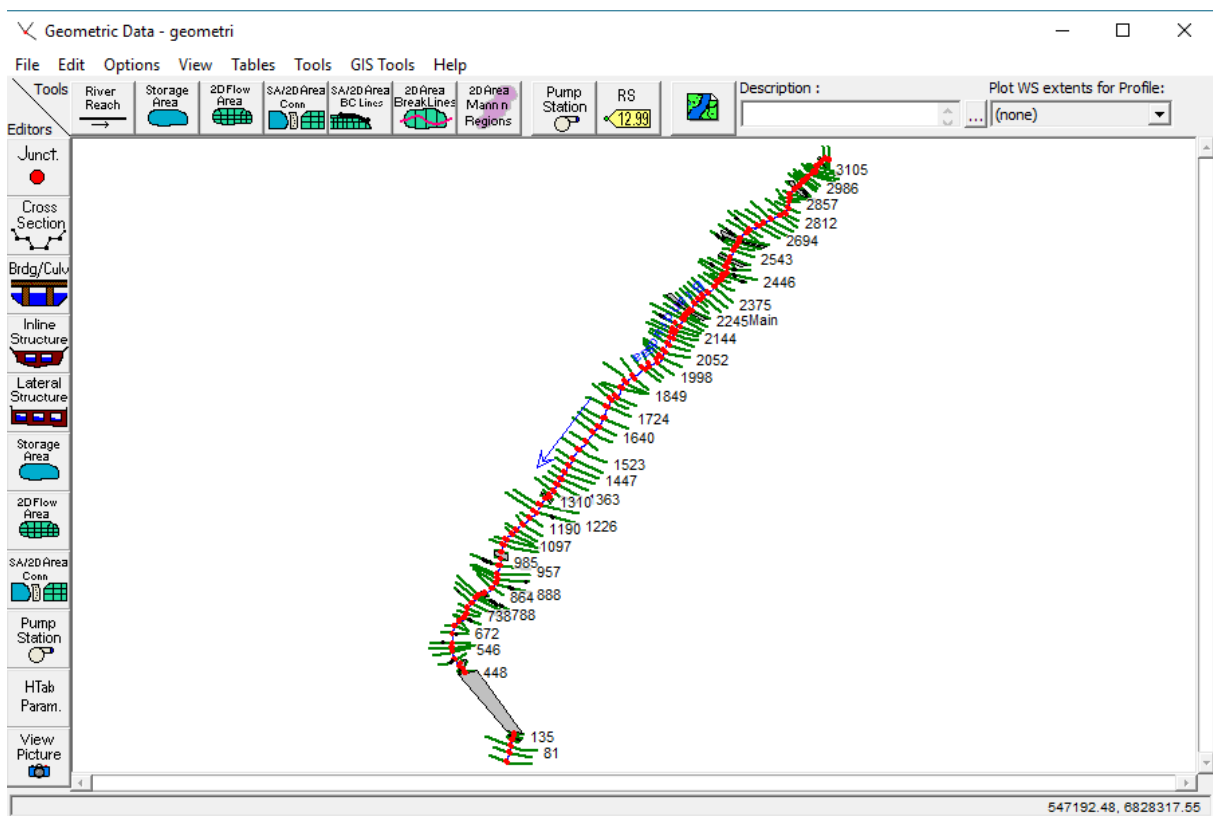 Geometric Data - geometri
File Edit Options View Tables Tools GIS Tools Help
Tools
Editors
River
Reach
Storage
Area
2D Flow
Area
SA/2D Area
Conn
SA/2D Area
BC Lines
2D Area
BreakLines
2D Area
Mann n
Regions
Pump
Station
RS
12.99
Description :
...
Plot WS extents for Profile:
(none)
Junct.
Cross
Section
Brdg/Culv
Inline
Structure
Lateral
Structure
Storage
Area
2D Flow
Area
SA/2D Area
Conn
Pump
Station
HTab
Param.
View
Picture
3105
2986
2857
2812
2694
2543
2446
2375
2245 Main
2144
2052
1998
1849
1724
1640
1523
1447
1310 1363
1190 1226
1097
985
957
864 888
738 788
672
546
448
135
81
547192.48, 6828317.55